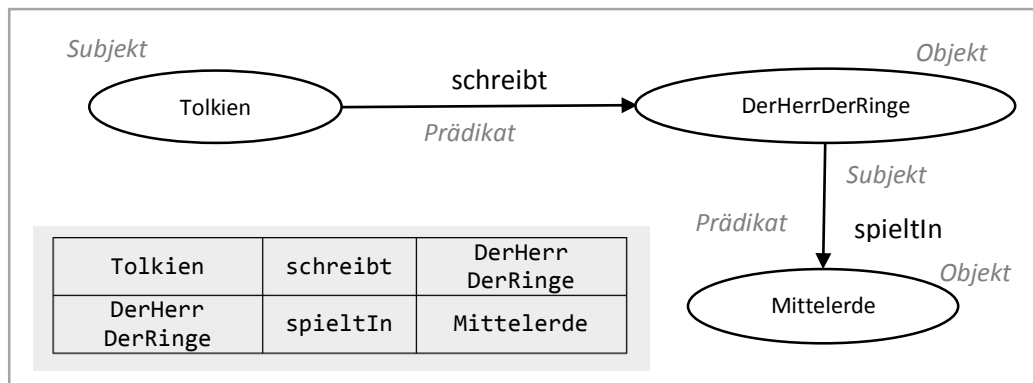 Subjekt
Objekt
schreibt
Tolkien
DerHerrDerRinge
Prädikat
Subjekt
Prädikat
spieltIn
Objekt
Mittelerde
Tolkien
schreibt
DerHerr
DerRinge
DerHerr
DerRinge
spieltIn
Mittelerde